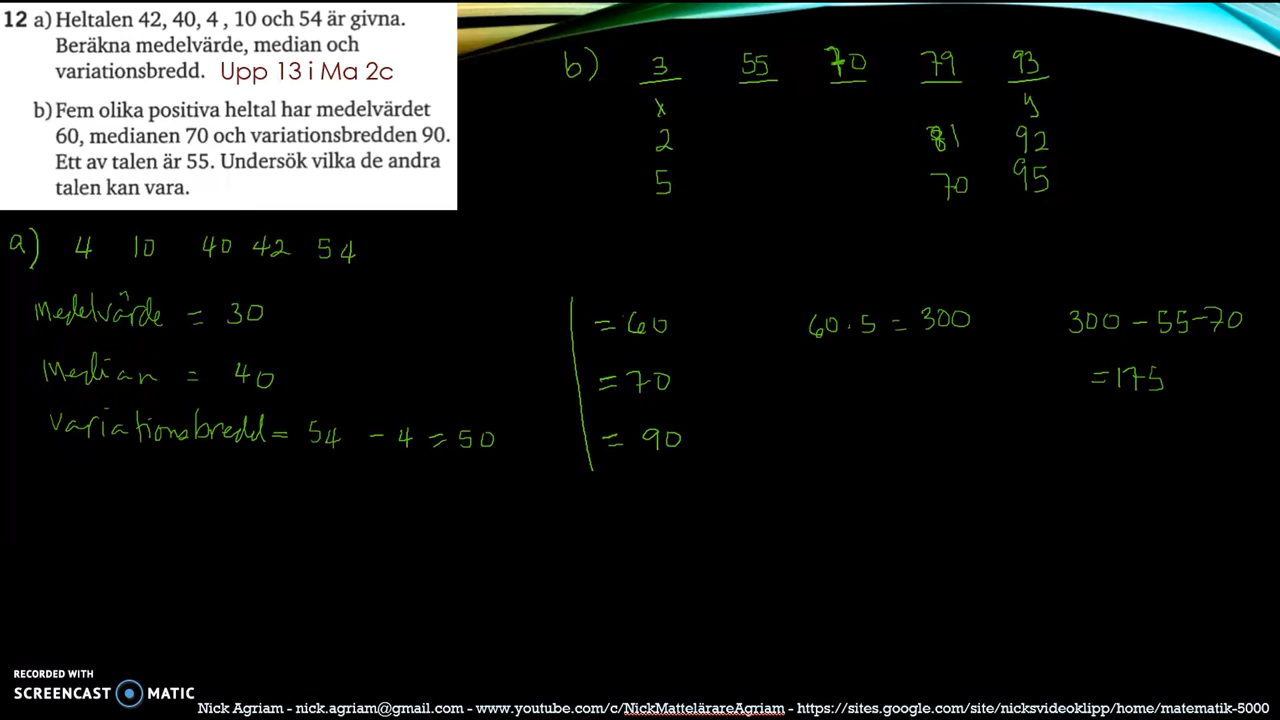 12 a) Heltalen 42, 40, 4 , 10 och 54 är givna.
Beräkna medelvärde, median och
variationsbredd. Upp 13 i Ma 2c
b) Fem olika positiva heltal har medelvärdet
60, medianen 70 och variationsbredden 90.
Ett av talen är 55. Undersök vilka de andra
talen kan vara.
b) 3 55 70 79 93
x y
2 81 92
5 70 95
a) 4 10 40 42 54
Medelvärde = 30
Median = 40
Variationsbredd = 54 - 4 = 50
= 60
= 70
= 90
60 · 5 = 300
300 - 55 - 70
= 175
RECORDED WITH
SCREENCAST MATIC
Nick Agriam - nick.agriam@gmail.com - www.youtube.com/c/NickMattelärareAgriam - https://sites.google.com/site/nicksvideoklipp/home/matematik-5000